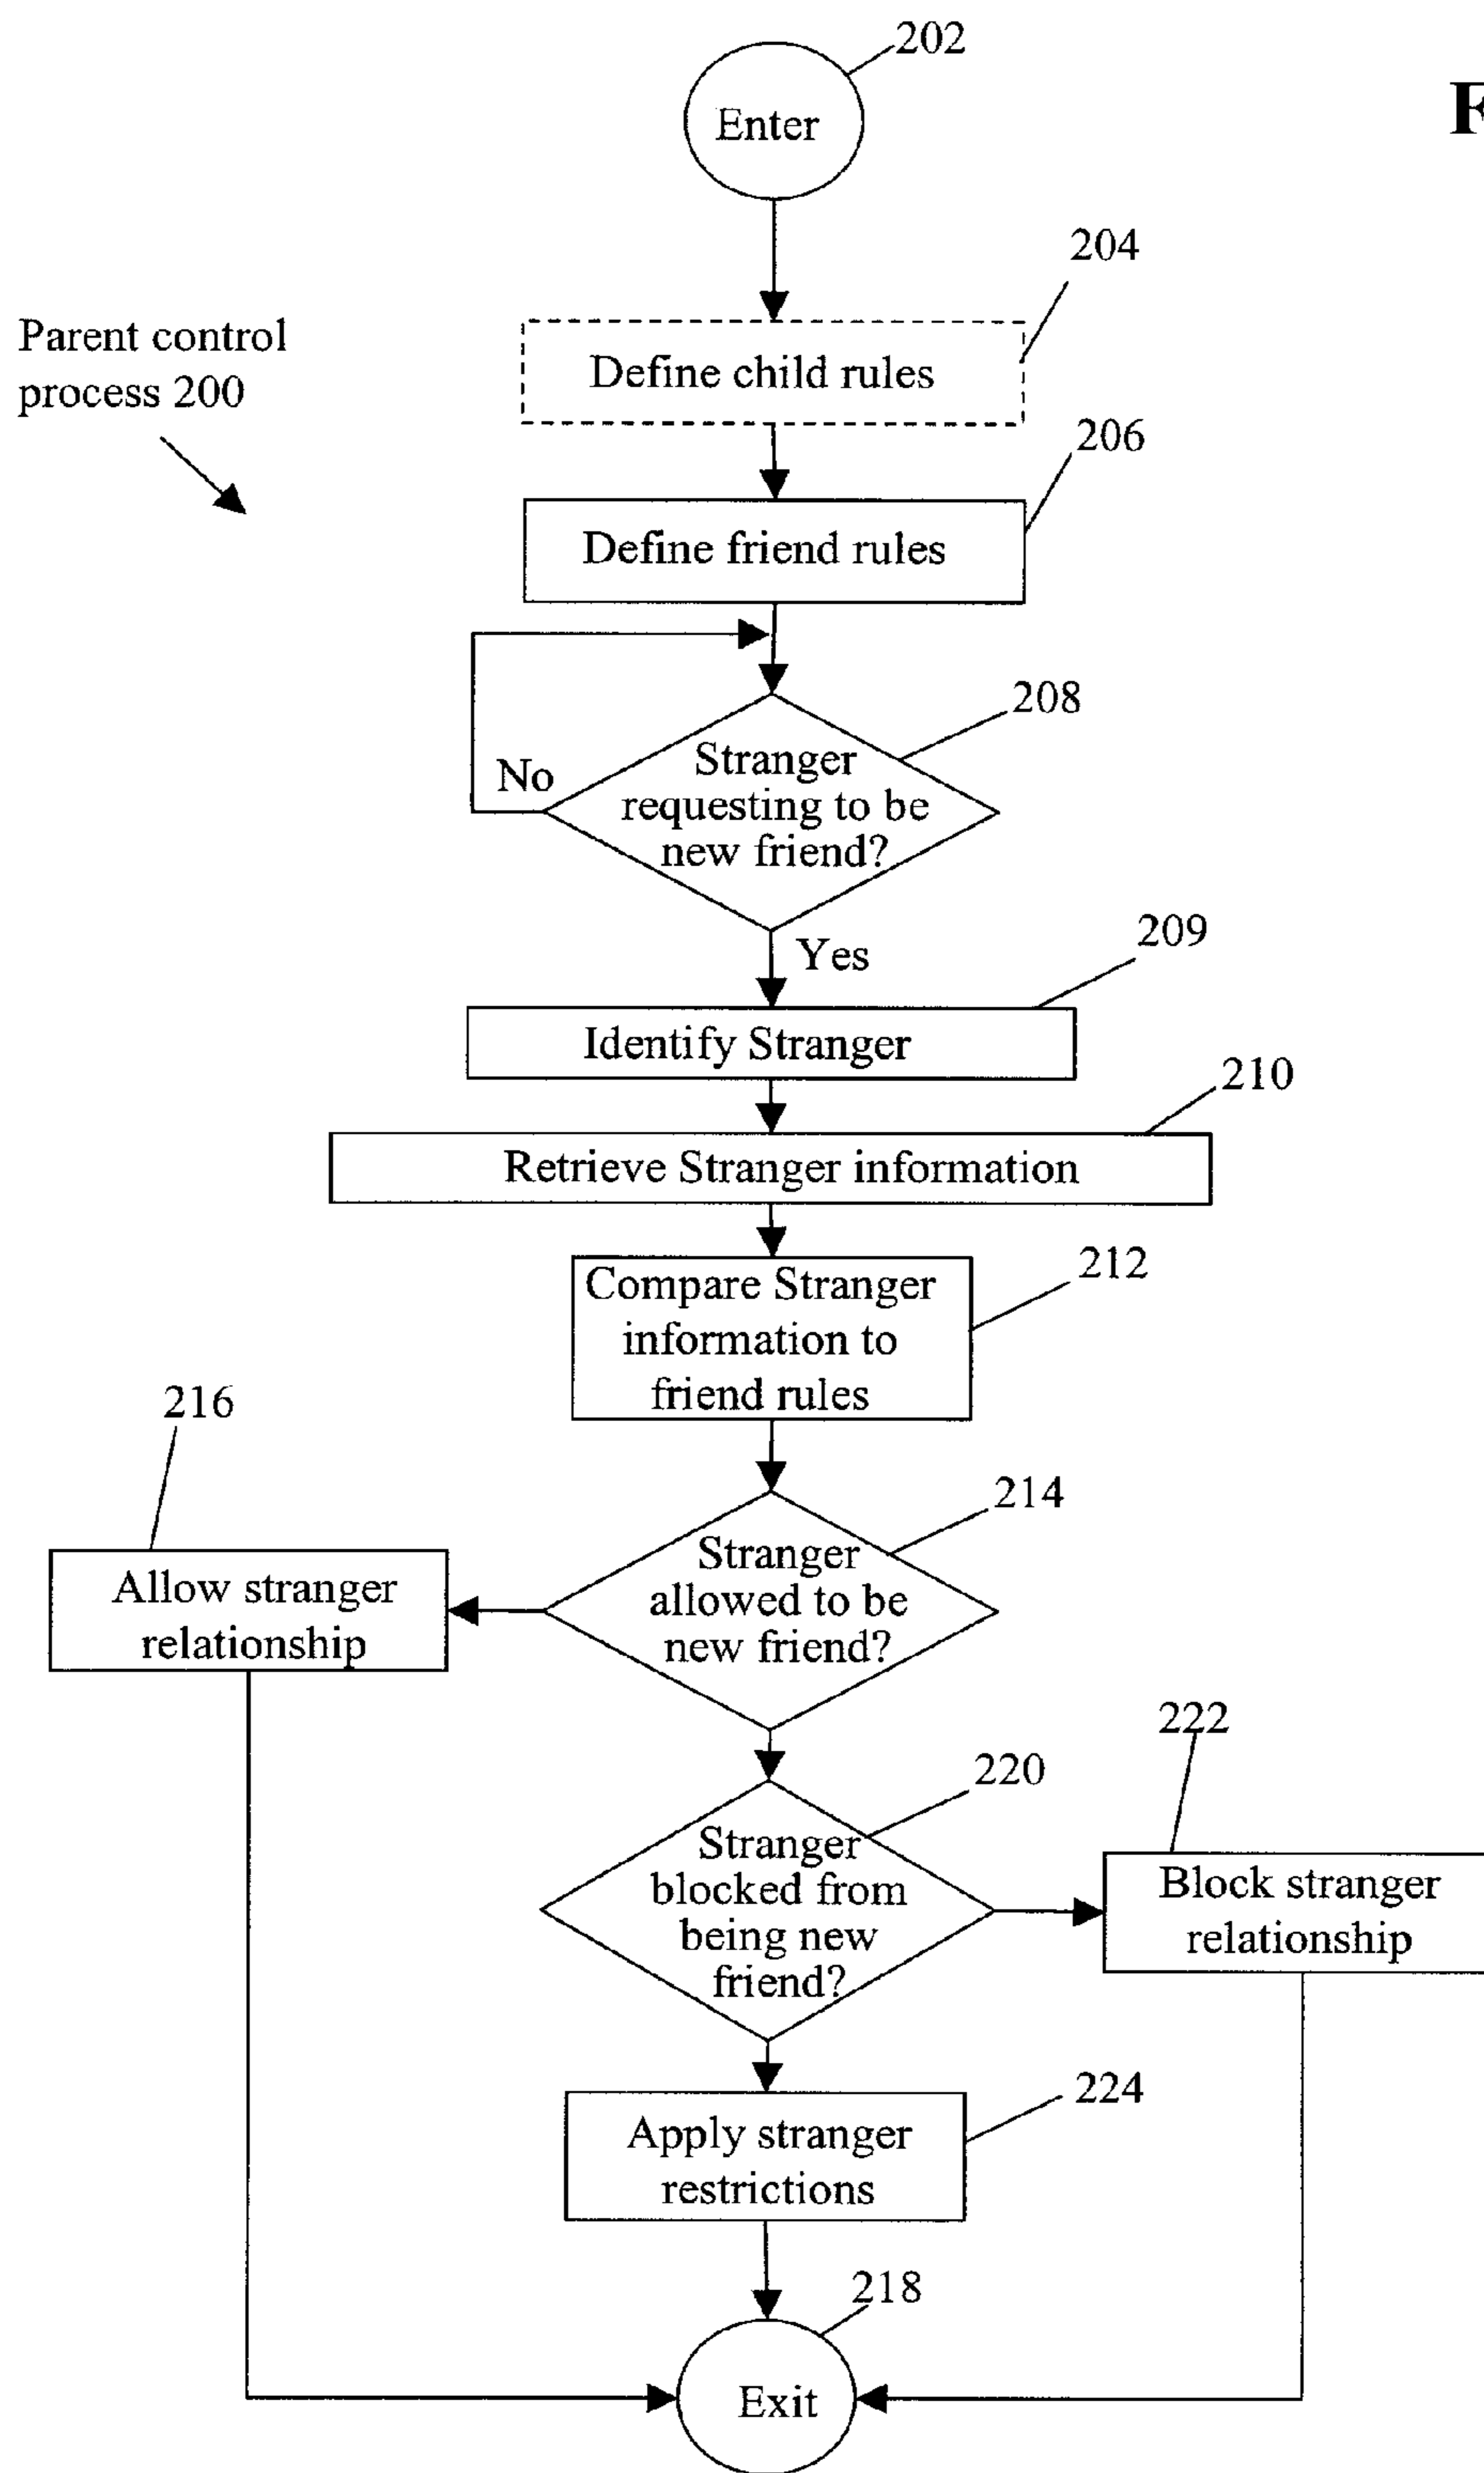 202
F
Enter
204
Define child rules
Parent control
process 200
206
Define friend rules
208
Stranger
requesting to be
new friend?
No
Yes
209
Identify Stranger
210
Retrieve Stranger information
212
Compare Stranger
information to
friend rules
216
214
Stranger
allowed to be
new friend?
Allow stranger
relationship
222
220
Stranger
blocked from
being new
friend?
Block stranger
relationship
224
Apply stranger
restrictions
218
Exit